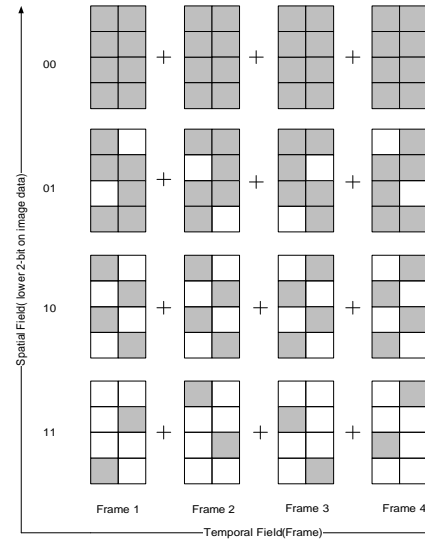 00
+ + +
01
+ + +
10
+ + +
11
+ + +
Frame 1 Frame 2 Frame 3 Frame 4
Temporal Field(Frame)
Spatial Field( lower 2-bit on image data)